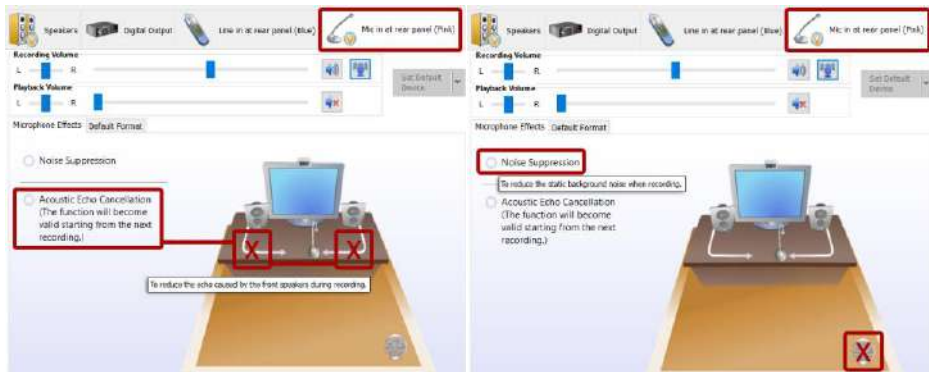 Speakers
Digital Output
Line in at rear panel (Blue)
Mic in at rear panel (Pink)
Recording Volume
L R
Playback Volume
L R
Set Default
Device
Microphone Effects Default Format
Noise Suppression
Acoustic Echo Cancellation
(The function will become
valid starting from the next
recording.)
X X
To reduce the echo caused by the front speakers during recording.
Speakers
Digital Output
Line in at rear panel (Blue)
Mic in at rear panel (Pink)
Recording Volume
L R
Playback Volume
L R
Set Default
Device
Microphone Effects Default Format
Noise Suppression
To reduce the static background noise when recording.
Acoustic Echo Cancellation
(The function will become
valid starting from the next
recording.)
X